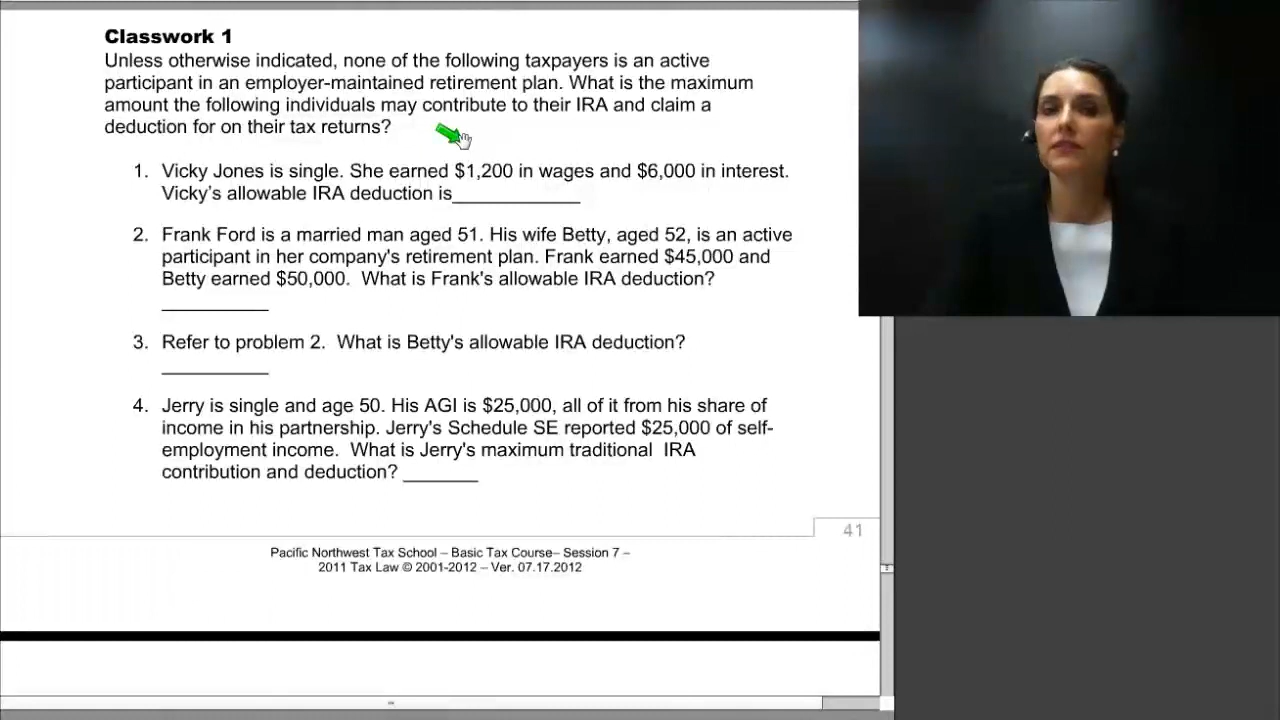 Classwork 1
Unless otherwise indicated, none of the following taxpayers is an active
participant in an employer-maintained retirement plan. What is the maximum
amount the following individuals may contribute to their IRA and claim a
deduction for on their tax returns?
1. Vicky Jones is single. She earned $1,200 in wages and $6,000 in interest.
Vicky's allowable IRA deduction is____________
2. Frank Ford is a married man aged 51. His wife Betty, aged 52, is an active
participant in her company's retirement plan. Frank earned $45,000 and
Betty earned $50,000. What is Frank's allowable IRA deduction?
__________
3. Refer to problem 2. What is Betty's allowable IRA deduction?
__________
4. Jerry is single and age 50. His AGI is $25,000, all of it from his share of
income in his partnership. Jerry's Schedule SE reported $25,000 of self-
employment income. What is Jerry's maximum traditional IRA
contribution and deduction? _______
41
Pacific Northwest Tax School – Basic Tax Course– Session 7 –
2011 Tax Law © 2001-2012 – Ver. 07.17.2012